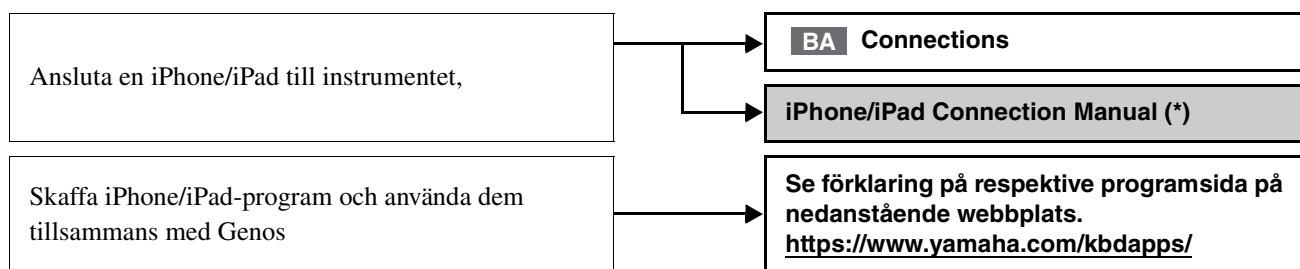 Ansluta en iPhone/iPad till instrumentet,
BA Connections
iPhone/iPad Connection Manual (*)
Skaffa iPhone/iPad-program och använda dem
tillsammans med Genos
Se förklaring på respektive programsida på
nedanstående webbplats.
https://www.yamaha.com/kbdapps/